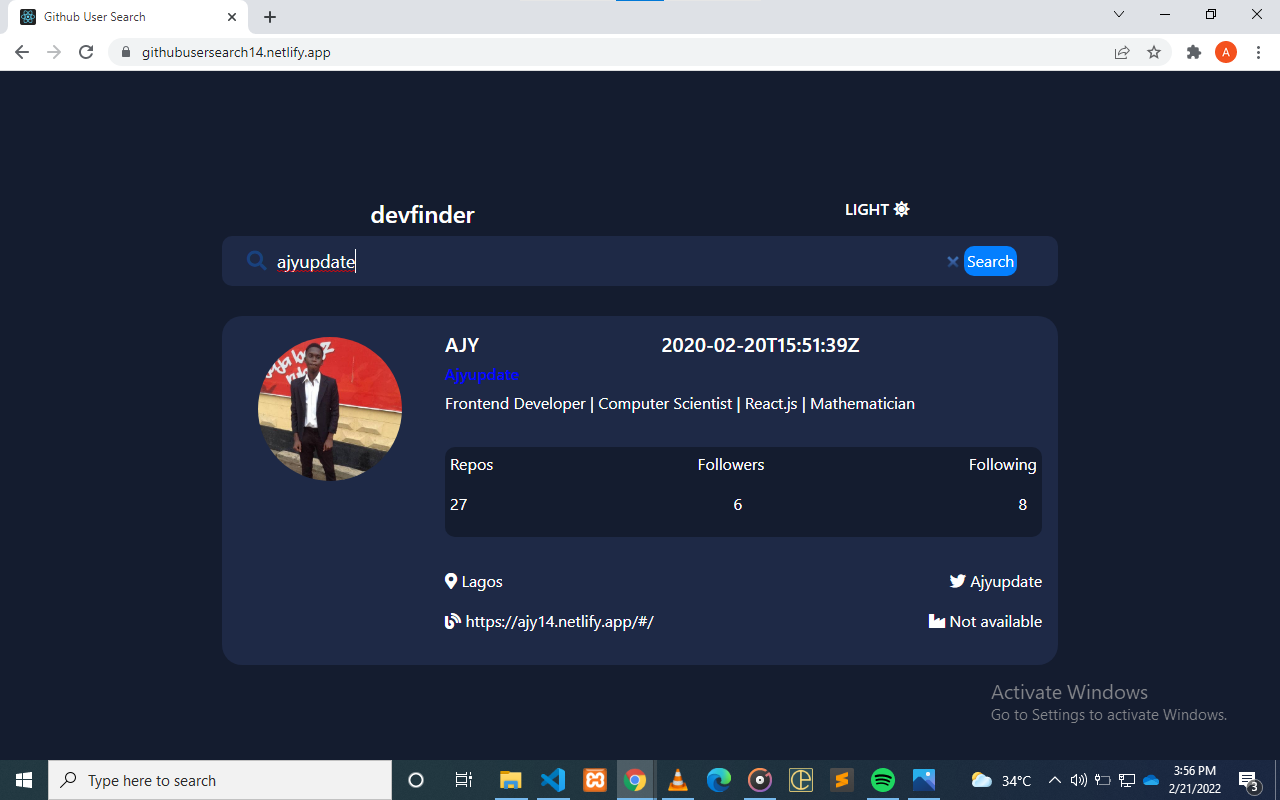 Github User Search
githubusersearch14.netlify.app
A
devfinder
LIGHT
ajyupdate
Search
AJY
2020-02-20T15:51:39Z
Ajyupdate
Frontend Developer | Computer Scientist | React.js | Mathematician
Repos Followers Following
27 6 8
Lagos
Ajyupdate
https://ajy14.netlify.app/#/
Not available
Activate Windows
Go to Settings to activate Windows.
Type here to search
34°C
3:56 PM
2/21/2022
3